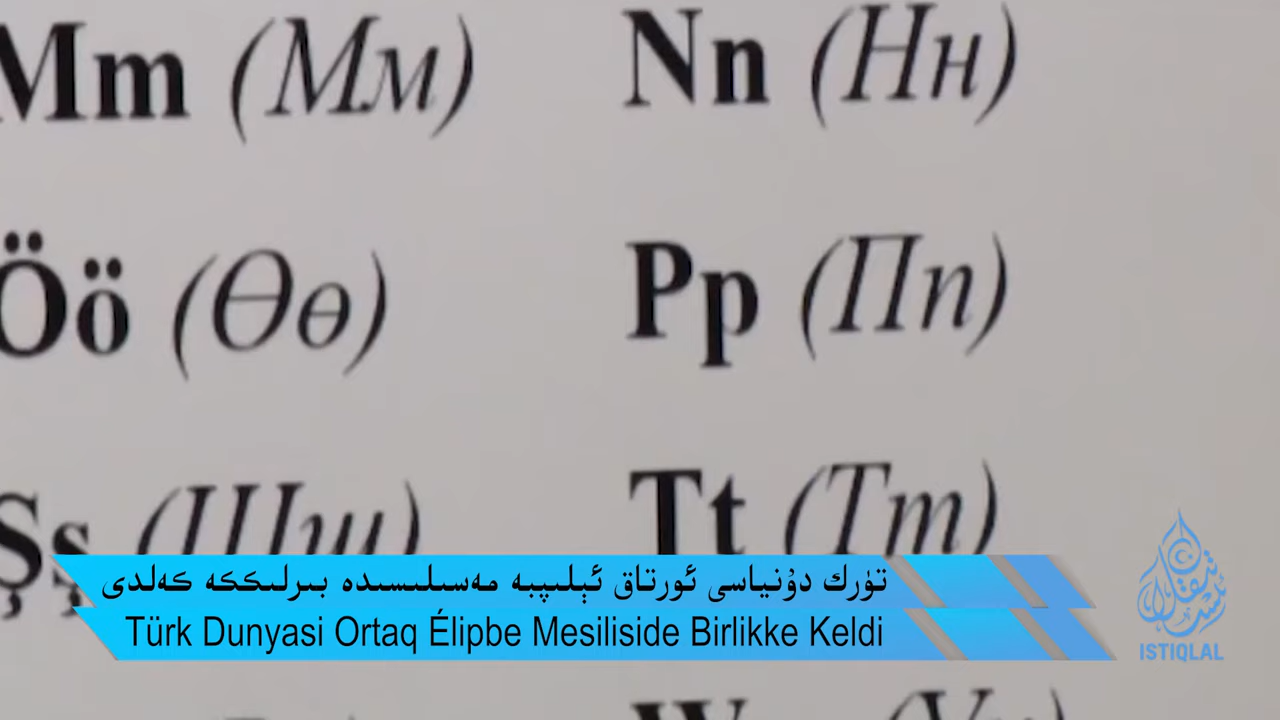 Mm (Мм) Nn (Нн)
Öö (Өө) Pp (Пп)
Şş (Шш) Tt (Тт)
تۈرك دۇنياسى ئورتاق ئېلىپبە مەسىلىسىدە بىرلىككە كەلدى
Türk Dunyasi Ortaq Élipbe Mesiliside Birlikke Keldi
ISTIQLAL